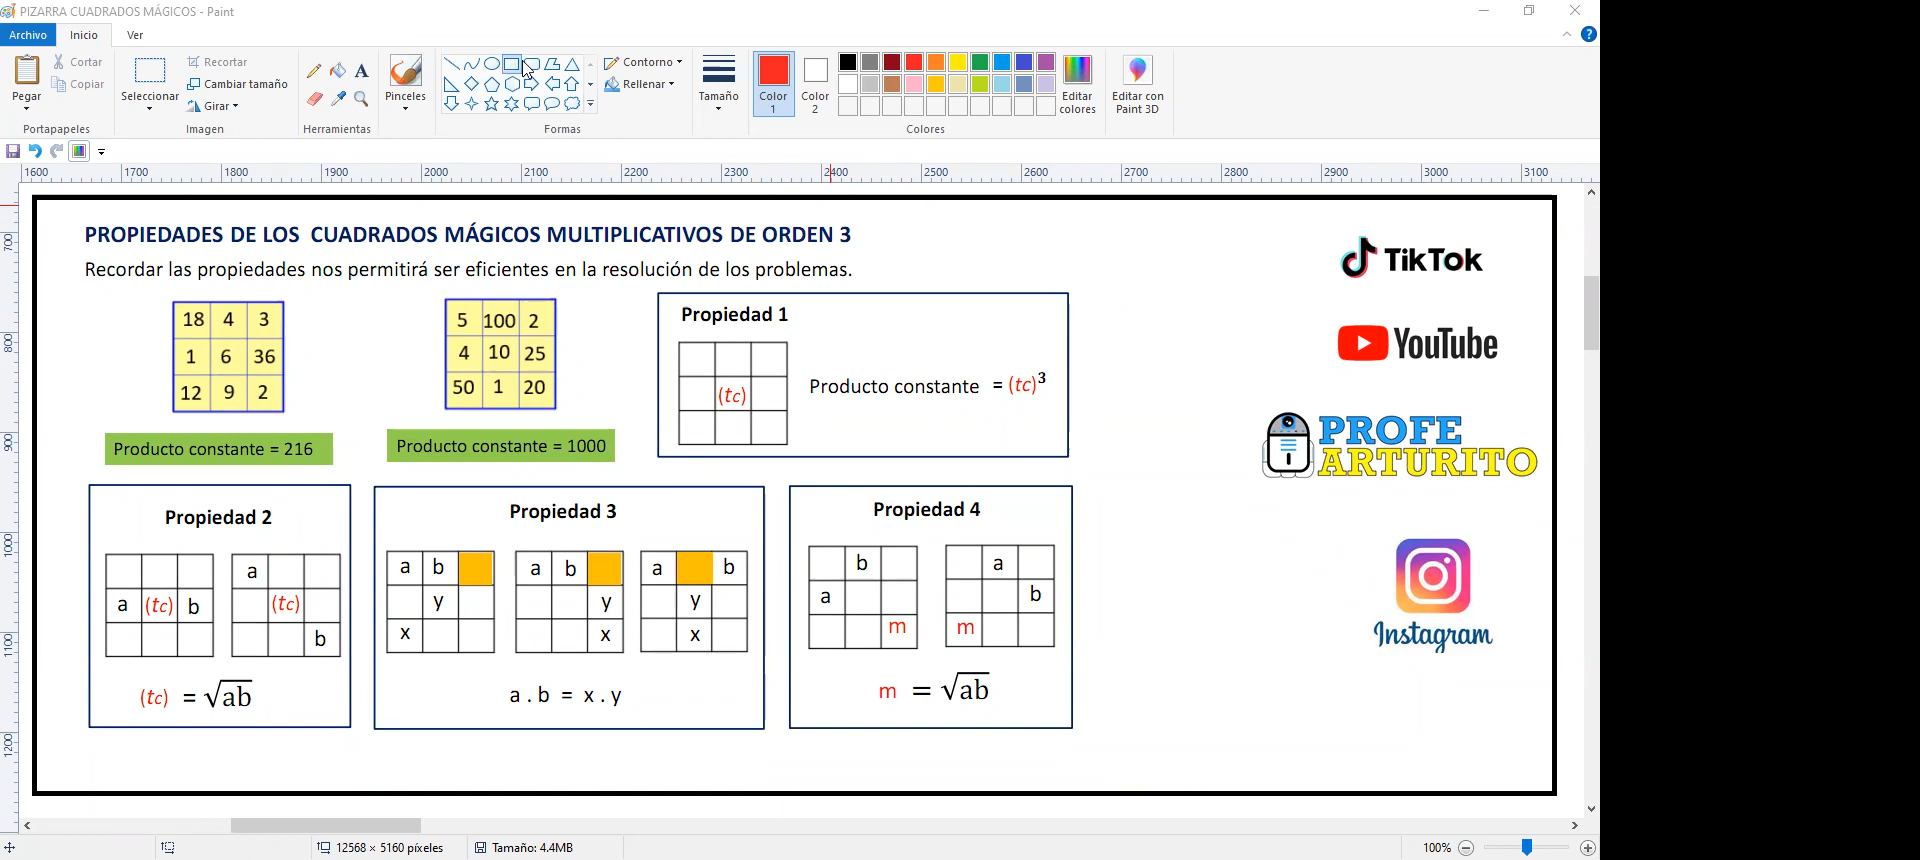 PIZARRA CUADRADOS MÁGICOS - Paint
Archivo Inicio Ver
Pegar
Cortar
Copiar
Portapapeles
Seleccionar
Recortar
Cambiar tamaño
Girar
Imagen
A
Herramientas
Pinceles
Formas
Contorno
Rellenar
Tamaño
Color 1
Color 2
Editar colores
Colores
Editar con Paint 3D
1600 1700 1800 1900 2000 2100 2200 2300 2400 2500 2600 2700 2800 2900 3000 3100
700
800
900
1000
1100
1200
PROPIEDADES DE LOS CUADRADOS MÁGICOS MULTIPLICATIVOS DE ORDEN 3
Recordar las propiedades nos permitirá ser eficientes en la resolución de los problemas.
18 4 3
1 6 36
12 9 2
Producto constante = 216
5 100 2
4 10 25
50 1 20
Producto constante = 1000
Propiedad 1
(tc)
Producto constante = (tc)³
Propiedad 2
a (tc) b
a
(tc)
b
(tc) = √ab
Propiedad 3
a b
y
x
a b
y
x
a b
y
x
a . b = x . y
Propiedad 4
b
a
m
a
b
m
m = √ab
TikTok
YouTube
PROFE
ARTURITO
Instagram
12568 × 5160 píxeles
Tamaño: 4.4MB
100%